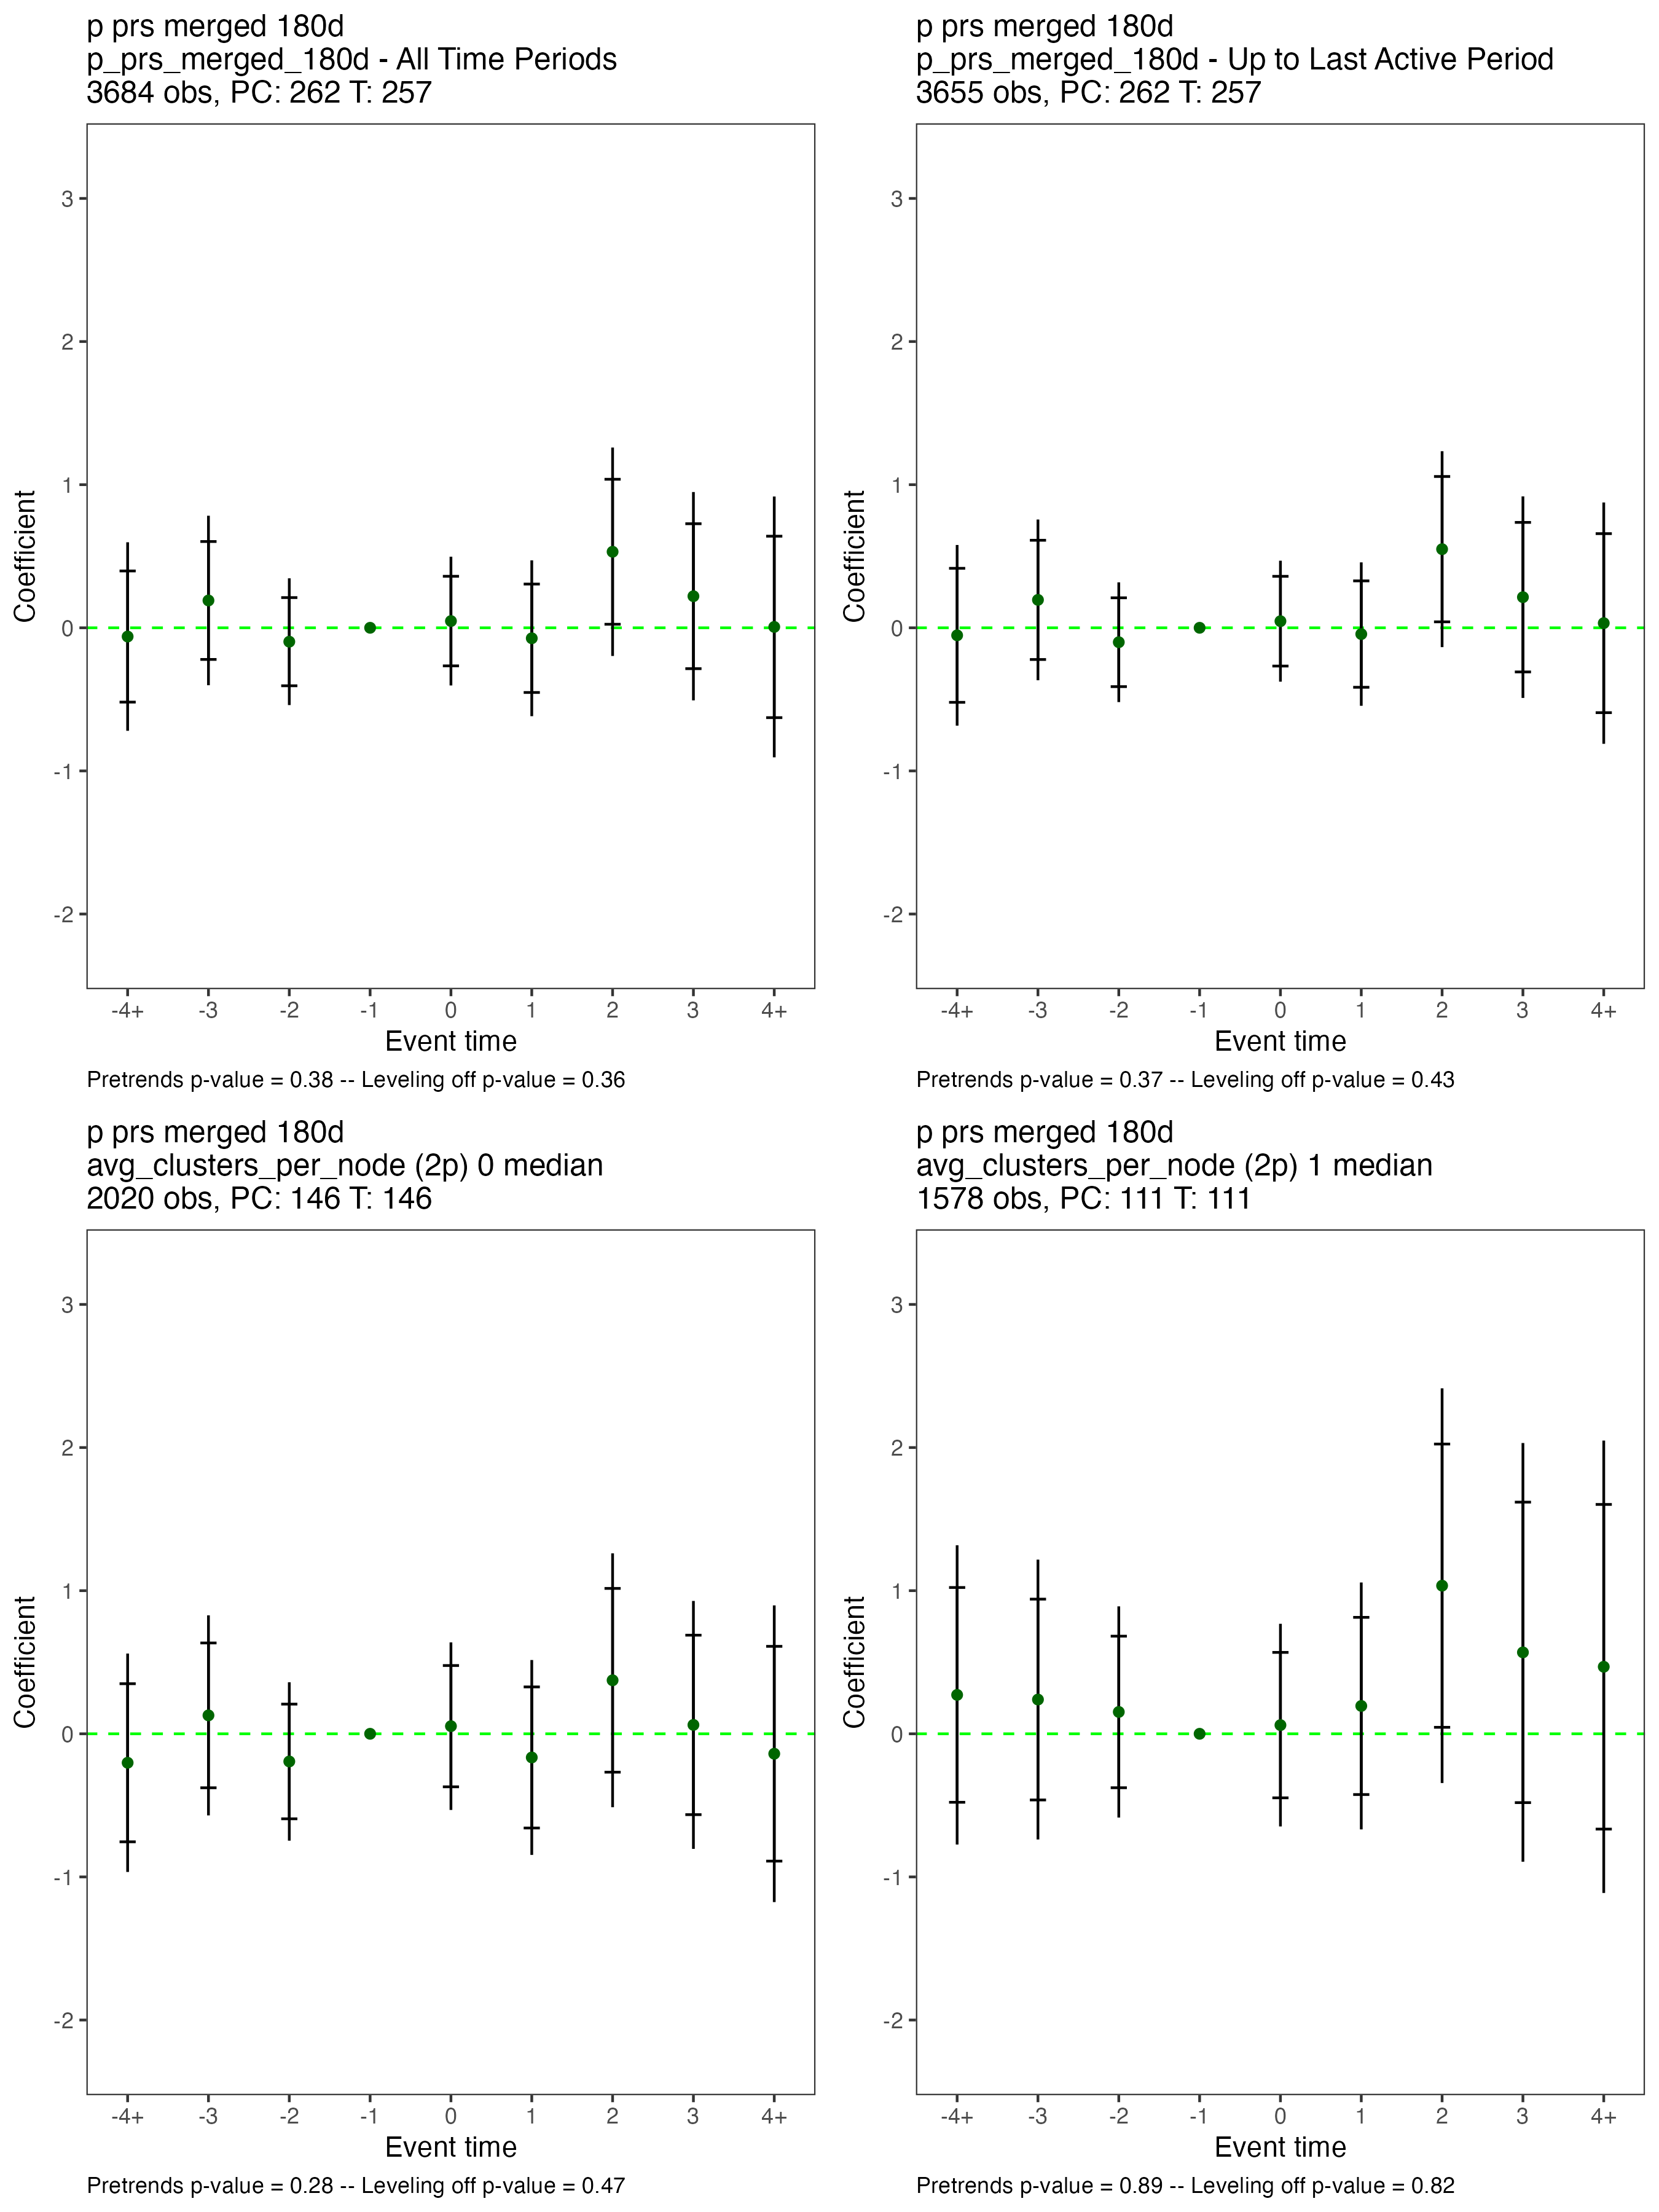 p prs merged 180d
p_prs_merged_180d - All Time Periods
3684 obs, PC: 262 T: 257
3
2
1
0
-1
-2
Coefficient
-4+ -3 -2 -1 0 1 2 3 4+
Event time
Pretrends p-value = 0.38 -- Leveling off p-value = 0.36
p prs merged 180d
p_prs_merged_180d - Up to Last Active Period
3655 obs, PC: 262 T: 257
3
2
1
0
-1
-2
Coefficient
-4+ -3 -2 -1 0 1 2 3 4+
Event time
Pretrends p-value = 0.37 -- Leveling off p-value = 0.43
p prs merged 180d
avg_clusters_per_node (2p) 0 median
2020 obs, PC: 146 T: 146
3
2
1
0
-1
-2
Coefficient
-4+ -3 -2 -1 0 1 2 3 4+
Event time
Pretrends p-value = 0.28 -- Leveling off p-value = 0.47
p prs merged 180d
avg_clusters_per_node (2p) 1 median
1578 obs, PC: 111 T: 111
3
2
1
0
-1
-2
Coefficient
-4+ -3 -2 -1 0 1 2 3 4+
Event time
Pretrends p-value = 0.89 -- Leveling off p-value = 0.82